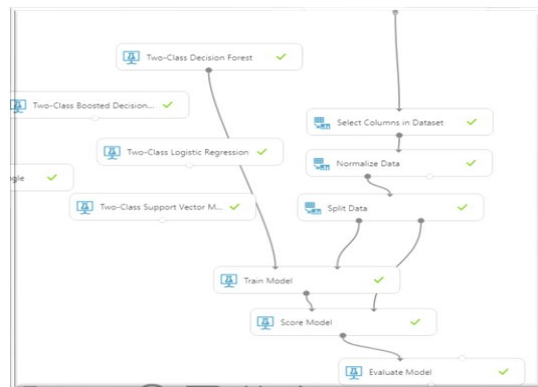 Two-Class Decision Forest
Two-Class Boosted Decision...
Select Columns in Dataset
Two-Class Logistic Regression
Normalize Data
gle
Two-Class Support Vector M...
Split Data
Train Model
Score Model
Evaluate Model